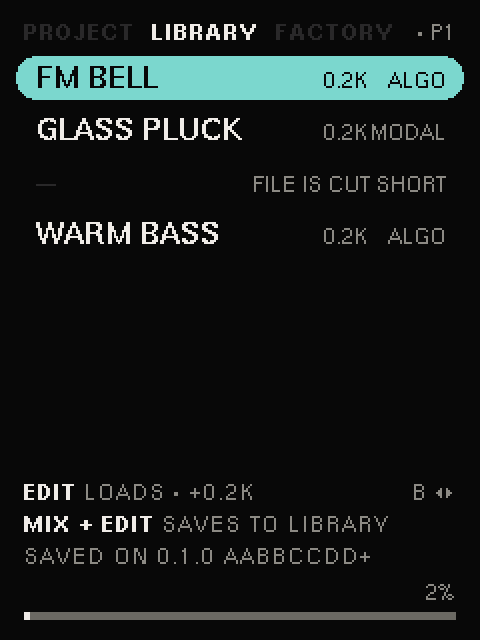 PROJECT LIBRARY FACTORY · P1
FM BELL 0.2K ALGO
GLASS PLUCK 0.2K MODAL
— FILE IS CUT SHORT
WARM BASS 0.2K ALGO
EDIT LOADS · +0.2K B ◂▸
MIX + EDIT SAVES TO LIBRARY
SAVED ON 0.1.0 AABBCCDD+
2%